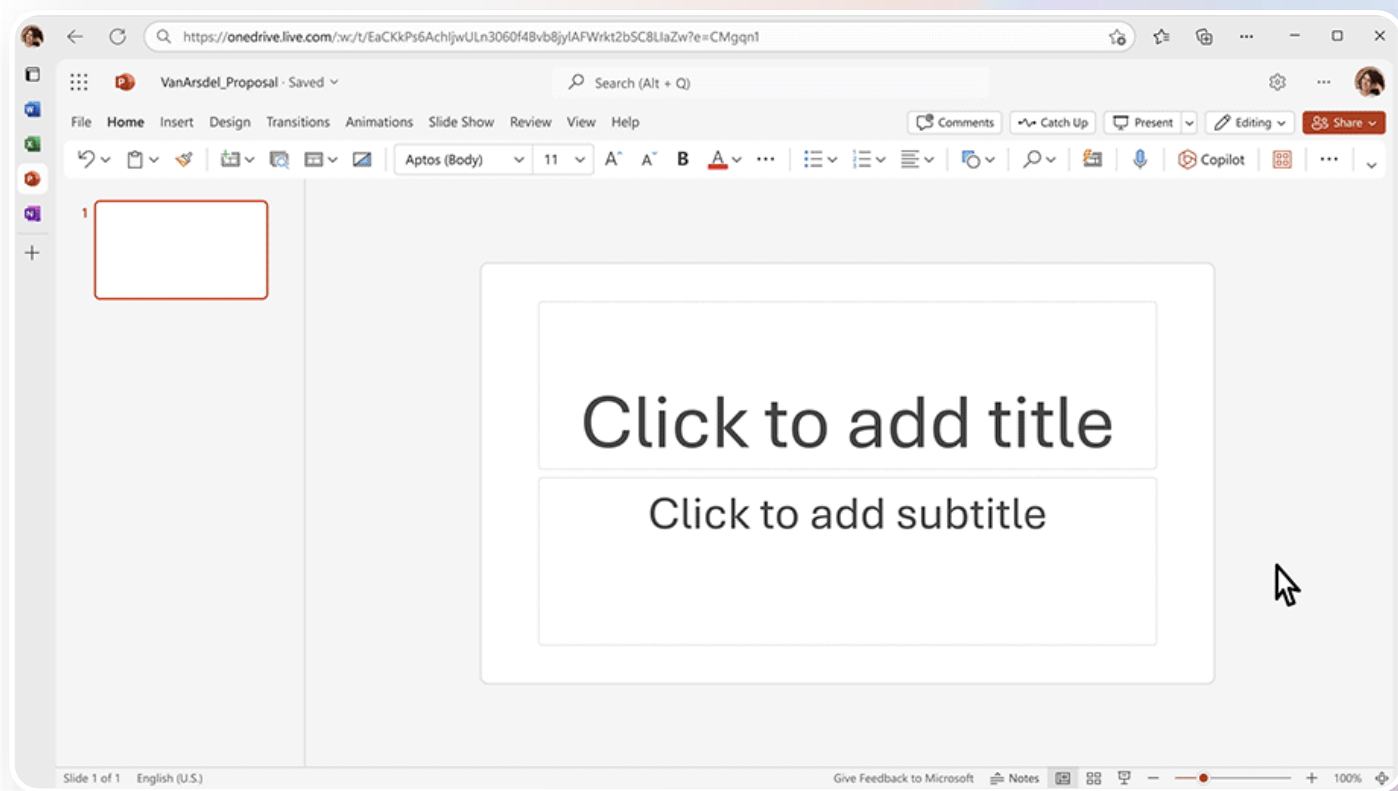 https://onedrive.live.com/:w:/t/EaCKkPs6AchIjwULn3060f4Bvb8jylAFWrkt2bSC8LIaZw?e=CMgqn1
VanArsdel_Proposal · Saved
Search (Alt + Q)
File Home Insert Design Transitions Animations Slide Show Review View Help Comments Catch Up Present Editing Share
Aptos (Body) 11 A A B A Copilot
1
Click to add title
Click to add subtitle
Slide 1 of 1 English (U.S.) Give Feedback to Microsoft Notes 100%